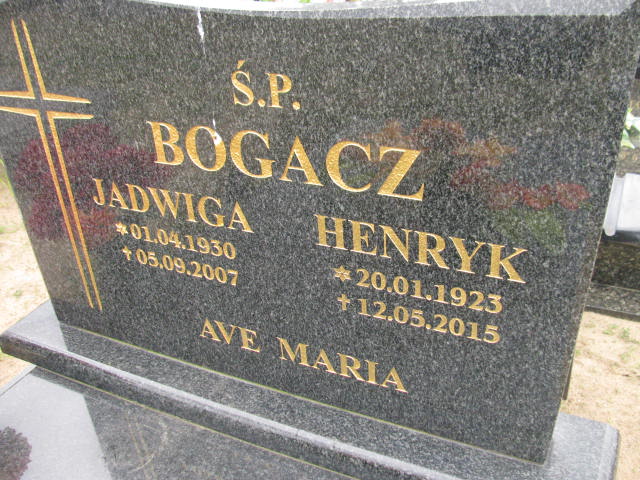 Ś.P.
BOGACZ
JADWIGA
* 01.04.1930
✝ 05.09.2007
HENRYK
* 20.01.1923
✝ 12.05.2015
AVE MARIA